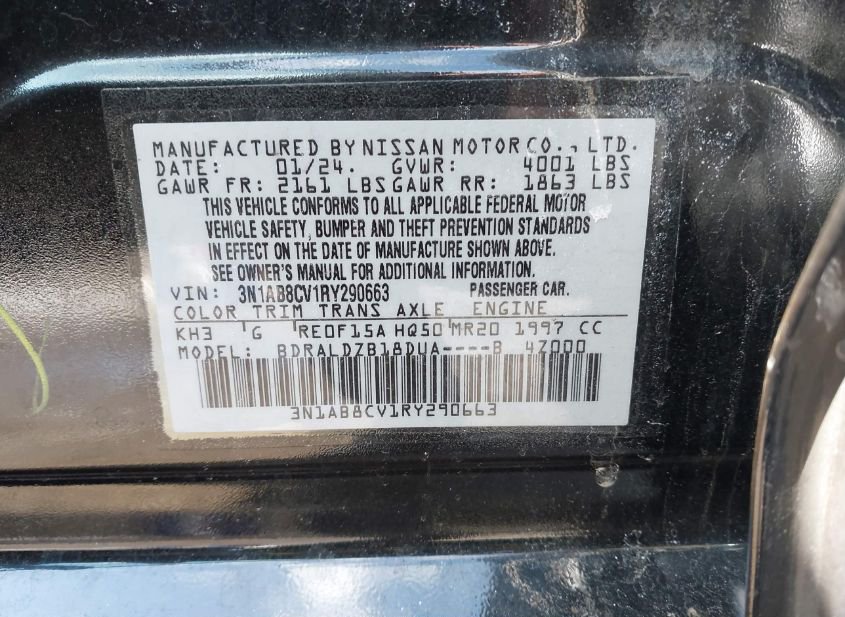 MANUFACTURED BY NISSAN MOTOR CO., LTD.
DATE: 01/24. GVWR: 4001 LBS
GAWR FR: 2161 LBS GAWR RR: 1863 LBS
THIS VEHICLE CONFORMS TO ALL APPLICABLE FEDERAL MOTOR
VEHICLE SAFETY, BUMPER AND THEFT PREVENTION STANDARDS
IN EFFECT ON THE DATE OF MANUFACTURE SHOWN ABOVE.
SEE OWNER'S MANUAL FOR ADDITIONAL INFORMATION.
VIN: 3N1AB8CV1RY290663 PASSENGER CAR.
COLOR TRIM TRANS AXLE ENGINE
KH3 G RE0F15A HQ50 MR20 1997 CC
MODEL: BDRALDZB18DUA----B 4Z000
3N1AB8CV1RY290663